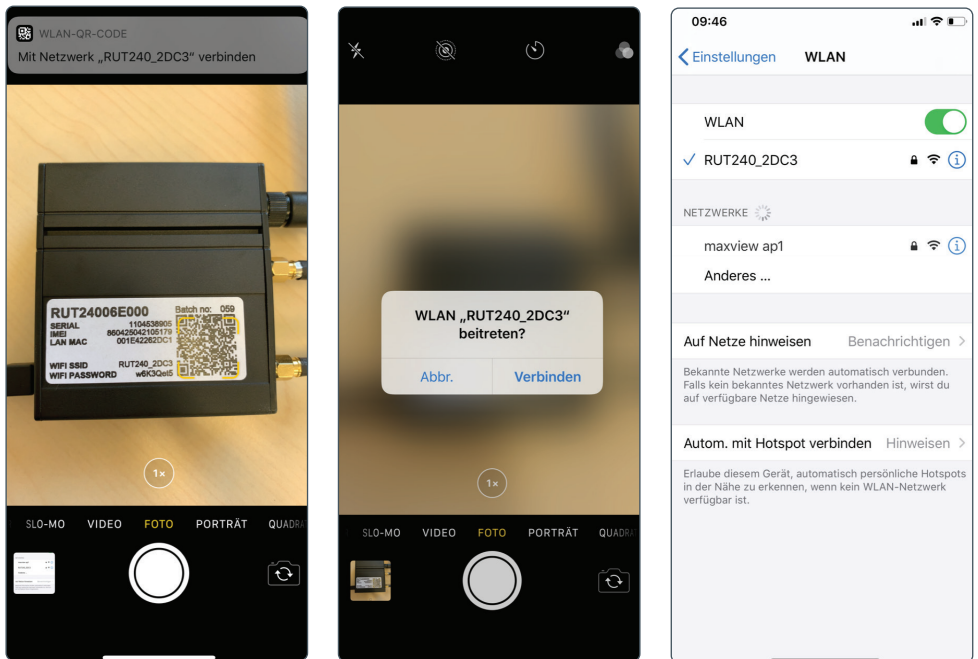 WLAN-QR-CODE
Mit Netzwerk „RUT240_2DC3“ verbinden
RUT24006E000 Batch no: 059
SERIAL 1104538905
IMEI 860425042105179
LAN MAC 001E42262DC1
WIFI SSID RUT240_2DC3
WIFI PASSWORD w6K3Qet5
1×
SLO-MO VIDEO FOTO PORTRÄT QUADRA
WLAN „RUT240_2DC3“
beitreten?
Abbr. Verbinden
1×
SLO-MO VIDEO FOTO PORTRÄT QUADRA
09:46
Einstellungen WLAN
WLAN
RUT240_2DC3
NETZWERKE
maxview ap1
Anderes ...
Auf Netze hinweisen Benachrichtigen
Bekannte Netzwerke werden automatisch verbunden.
Falls kein bekanntes Netzwerk vorhanden ist, wirst du
auf verfügbare Netze hingewiesen.
Autom. mit Hotspot verbinden Hinweisen
Erlaube diesem Gerät, automatisch persönliche Hotspots
in der Nähe zu erkennen, wenn kein WLAN-Netzwerk
verfügbar ist.